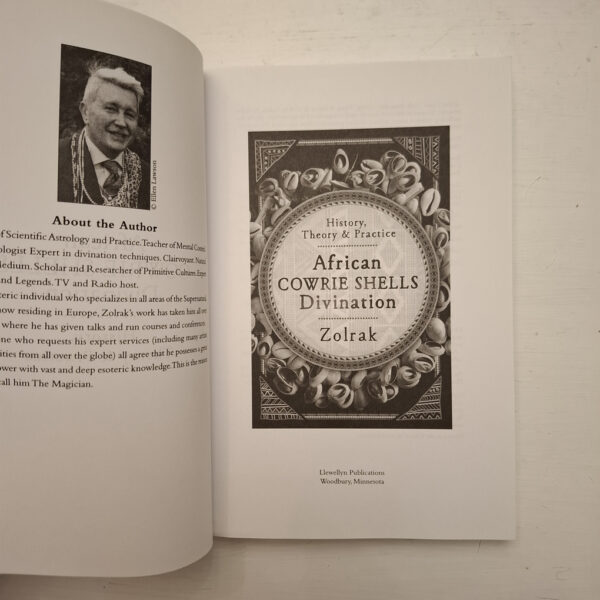 © Ellen Lawson
About the Author
of Scientific Astrology and Practice. Teacher of Mental Control.
ologist Expert in divination techniques. Clairvoyant. Natural
Medium. Scholar and Researcher of Primitive Cultures. Expert
and Legends. TV and Radio host.
teric individual who specializes in all areas of the Supernatural.
now residing in Europe, Zolrak's work has taken him all over
where he has given talks and run courses and conferences.
one who requests his expert services (including many artists
ities from all over the globe) all agree that he possesses a great
ower with vast and deep esoteric knowledge. This is the reason
call him The Magician.
History,
Theory & Practice
African
COWRIE SHELLS
Divination
Zolrak
Llewellyn Publications
Woodbury, Minnesota